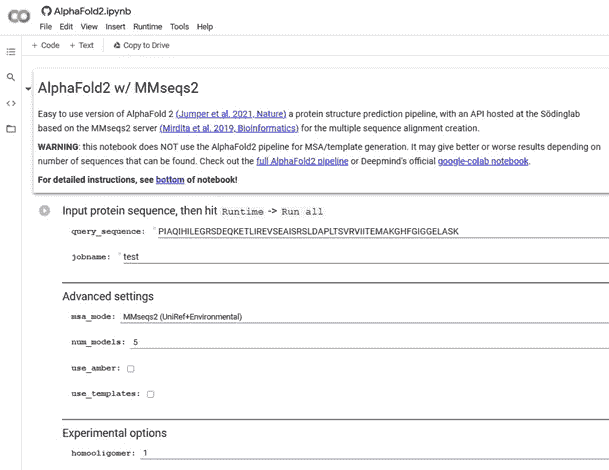 AlphaFold2.ipynb
File Edit View Insert Runtime Tools Help
+ Code + Text Copy to Drive
AlphaFold2 w/ MMseqs2
Easy to use version of AlphaFold 2 (Jumper et al. 2021, Nature) a protein structure prediction pipeline, with an API hosted at the Södinglab
based on the MMseqs2 server (Mirdita et al. 2019, Bioinformatics) for the multiple sequence alignment creation.
WARNING: this notebook does NOT use the AlphaFold2 pipeline for MSA/template generation. It may give better or worse results depending on
number of sequences that can be found. Check out the full AlphaFold2 pipeline or Deepmind's official google-colab notebook.
For detailed instructions, see bottom of notebook!
Input protein sequence, then hit Runtime -> Run all
query_sequence: "PIAQIHILEGRSDEQKETLIREVSEAISRSLDAPLTSVRVIITEMAKGHFGIGGELASK
jobname: "test
Advanced settings
msa_mode: MMseqs2 (UniRef+Environmental)
num_models: 5
use_amber:
use_templates:
Experimental options
homooligomer: 1